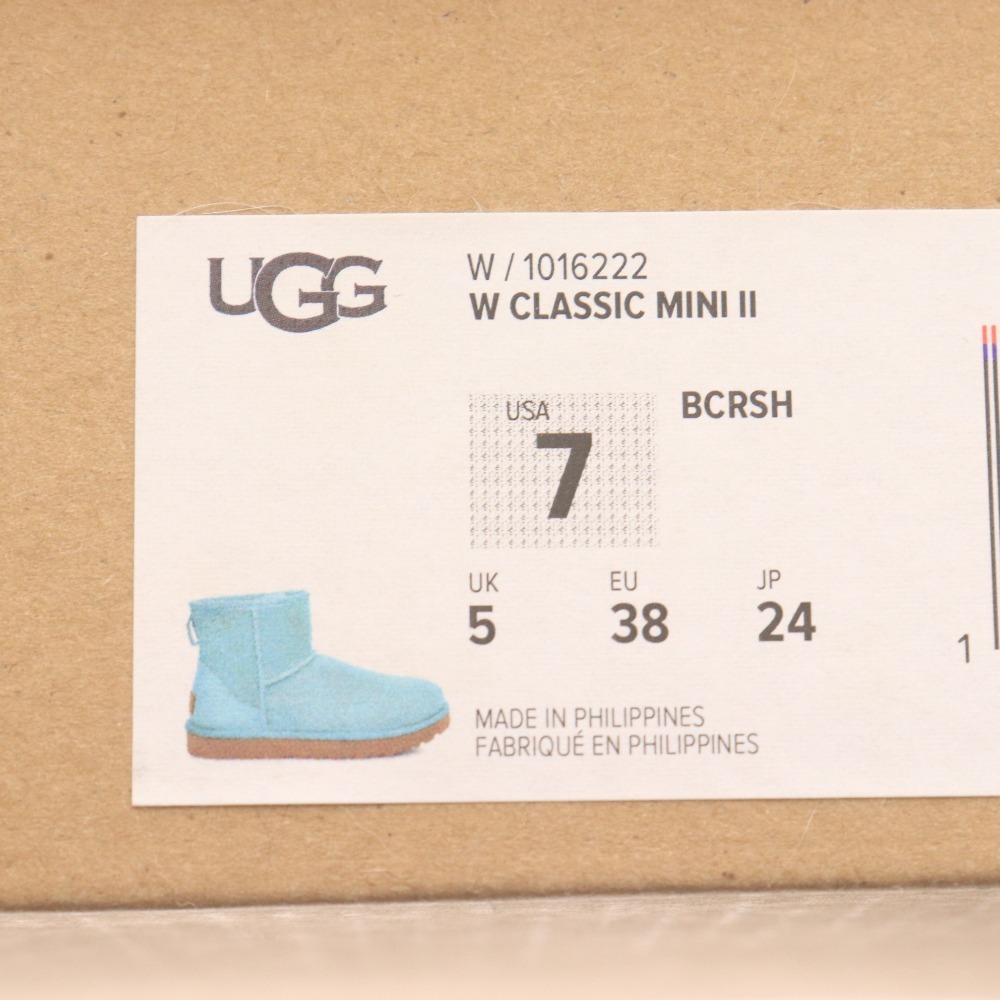 UGG
W / 1016222
W CLASSIC MINI II
USA
7
BCRSH
UK
5
EU
38
JP
24
1
MADE IN PHILIPPINES
FABRIQUÉ EN PHILIPPINES